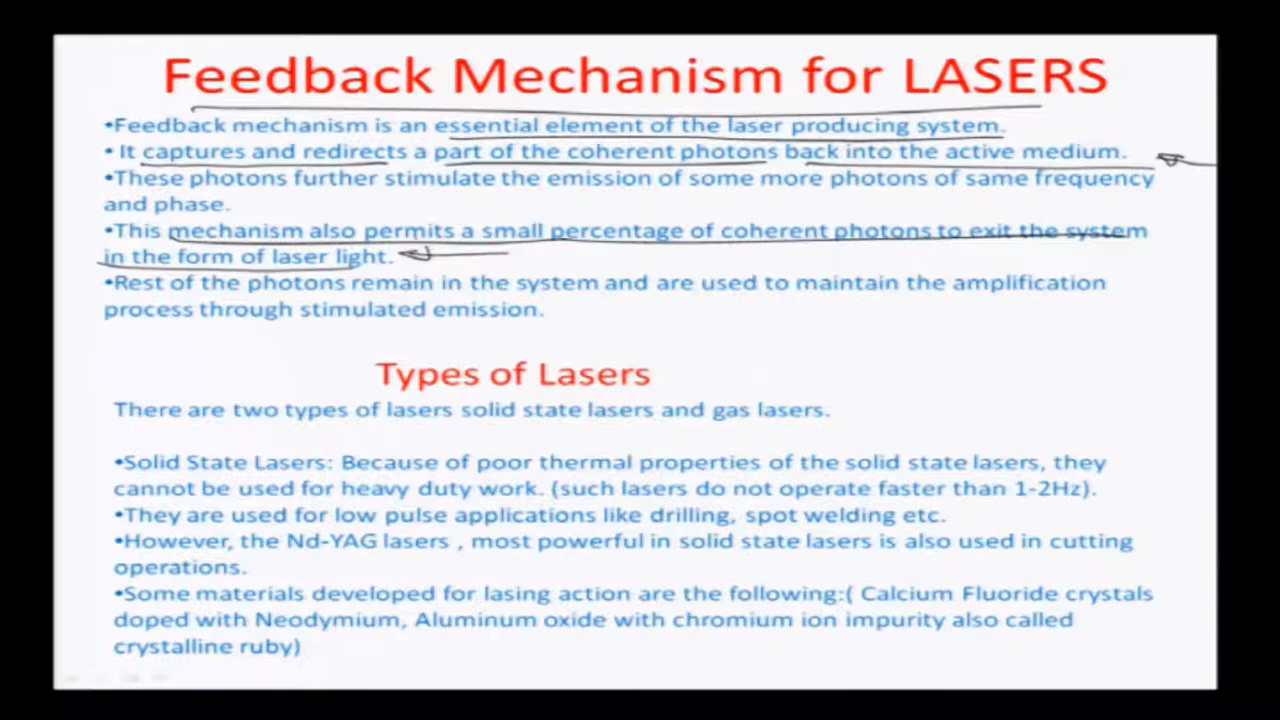 Feedback Mechanism for LASERS
•Feedback mechanism is an essential element of the laser producing system.
• It captures and redirects a part of the coherent photons back into the active medium.
•These photons further stimulate the emission of some more photons of same frequency
and phase.
•This mechanism also permits a small percentage of coherent photons to exit the system
in the form of laser light.
•Rest of the photons remain in the system and are used to maintain the amplification
process through stimulated emission.
Types of Lasers
There are two types of lasers solid state lasers and gas lasers.
•Solid State Lasers: Because of poor thermal properties of the solid state lasers, they
cannot be used for heavy duty work. (such lasers do not operate faster than 1-2Hz).
•They are used for low pulse applications like drilling, spot welding etc.
•However, the Nd-YAG lasers , most powerful in solid state lasers is also used in cutting
operations.
•Some materials developed for lasing action are the following:( Calcium Fluoride crystals
doped with Neodymium, Aluminum oxide with chromium ion impurity also called
crystalline ruby)